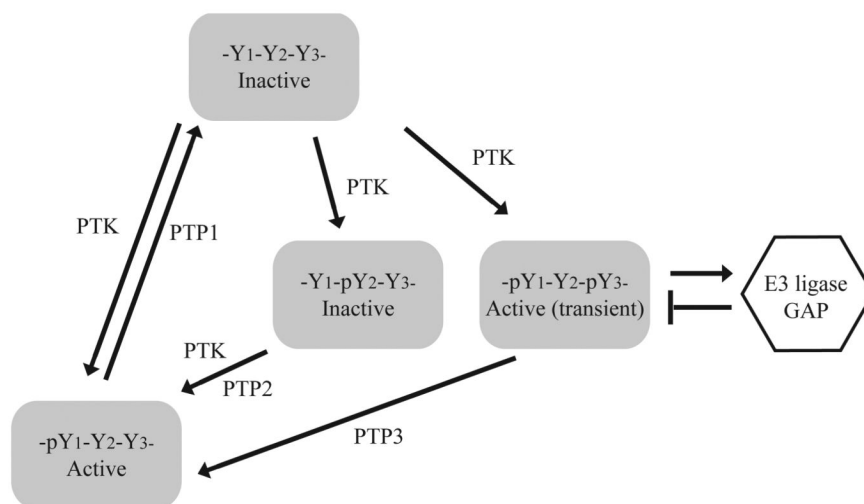 -Y1-Y2-Y3-
Inactive
PTK
PTP1
PTK
PTK
-Y1-pY2-Y3-
Inactive
-pY1-Y2-pY3-
Active (transient)
E3 ligase
GAP
PTK
PTP2
PTP3
-pY1-Y2-Y3-
Active